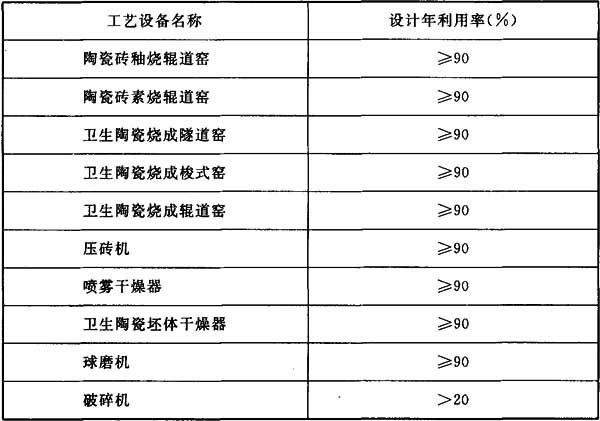 工艺设备名称 设计年利用率(%)
陶瓷砖釉烧辊道窑 ≥90
陶瓷砖素烧辊道窑 ≥90
卫生陶瓷烧成隧道窑 ≥90
卫生陶瓷烧成梭式窑 ≥90
卫生陶瓷烧成辊道窑 ≥90
压砖机 ≥90
喷雾干燥器 ≥90
卫生陶瓷坯体干燥器 ≥90
球磨机 ≥90
破碎机 >20